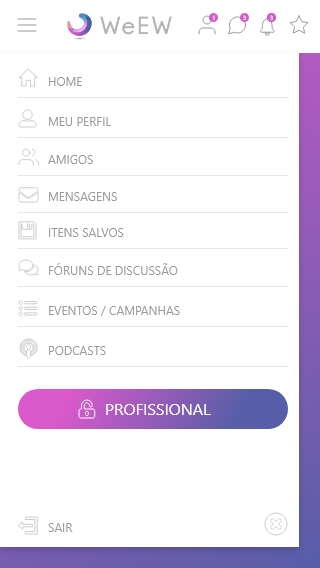 WeEW
1
3
3
HOME
MEU PERFIL
AMIGOS
MENSAGENS
ITENS SALVOS
FÓRUNS DE DISCUSSÃO
EVENTOS / CAMPANHAS
PODCASTS
PROFISSIONAL
SAIR